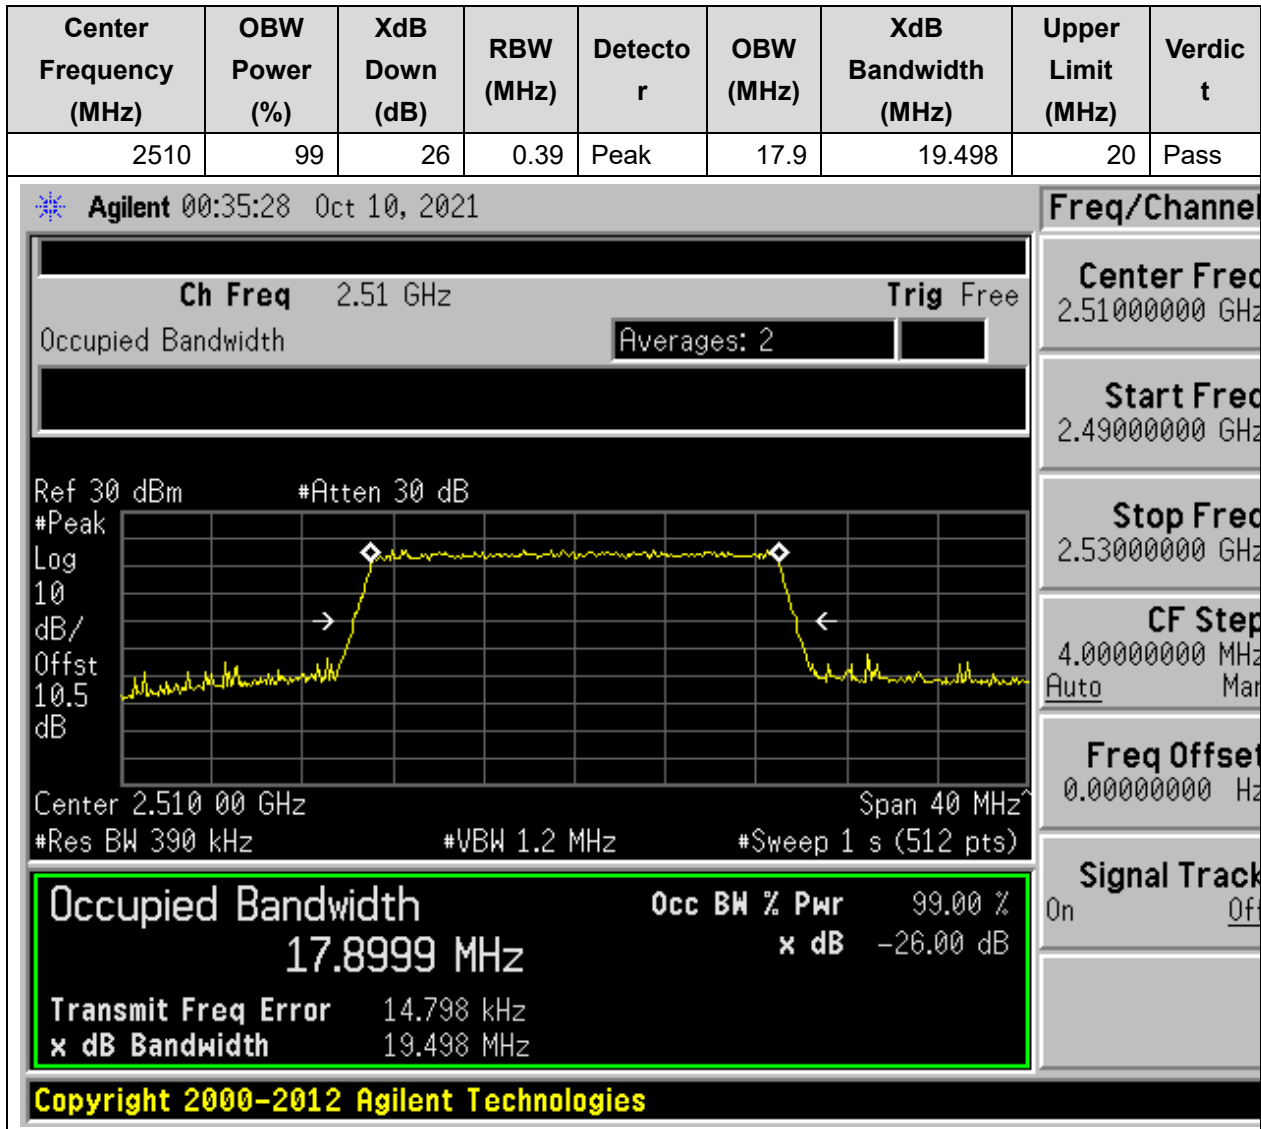 Center Frequency (MHz) OBW Power (%) XdB Down (dB) RBW (MHz) Detector OBW (MHz) XdB Bandwidth (MHz) Upper Limit (MHz) Verdict
2510 99 26 0.39 Peak 17.9 19.498 20 Pass
Agilent 00:35:28 Oct 10, 2021
Freq/Channel
Ch Freq 2.51 GHz Trig Free
Occupied Bandwidth Averages: 2
Center Freq
2.51000000 GHz
Start Freq
2.49000000 GHz
Stop Freq
2.53000000 GHz
CF Step
4.00000000 MHz
Auto Man
Freq Offset
0.00000000 Hz
Signal Track
On Off
Ref 30 dBm #Atten 30 dB
#Peak
Log
10
dB/
Offst
10.5
dB
Center 2.510 00 GHz Span 40 MHz^
#Res BW 390 kHz #VBW 1.2 MHz #Sweep 1 s (512 pts)
Occupied Bandwidth
17.8999 MHz
Occ BW % Pwr 99.00 %
x dB -26.00 dB
Transmit Freq Error 14.798 kHz
x dB Bandwidth 19.498 MHz
Copyright 2000-2012 Agilent Technologies